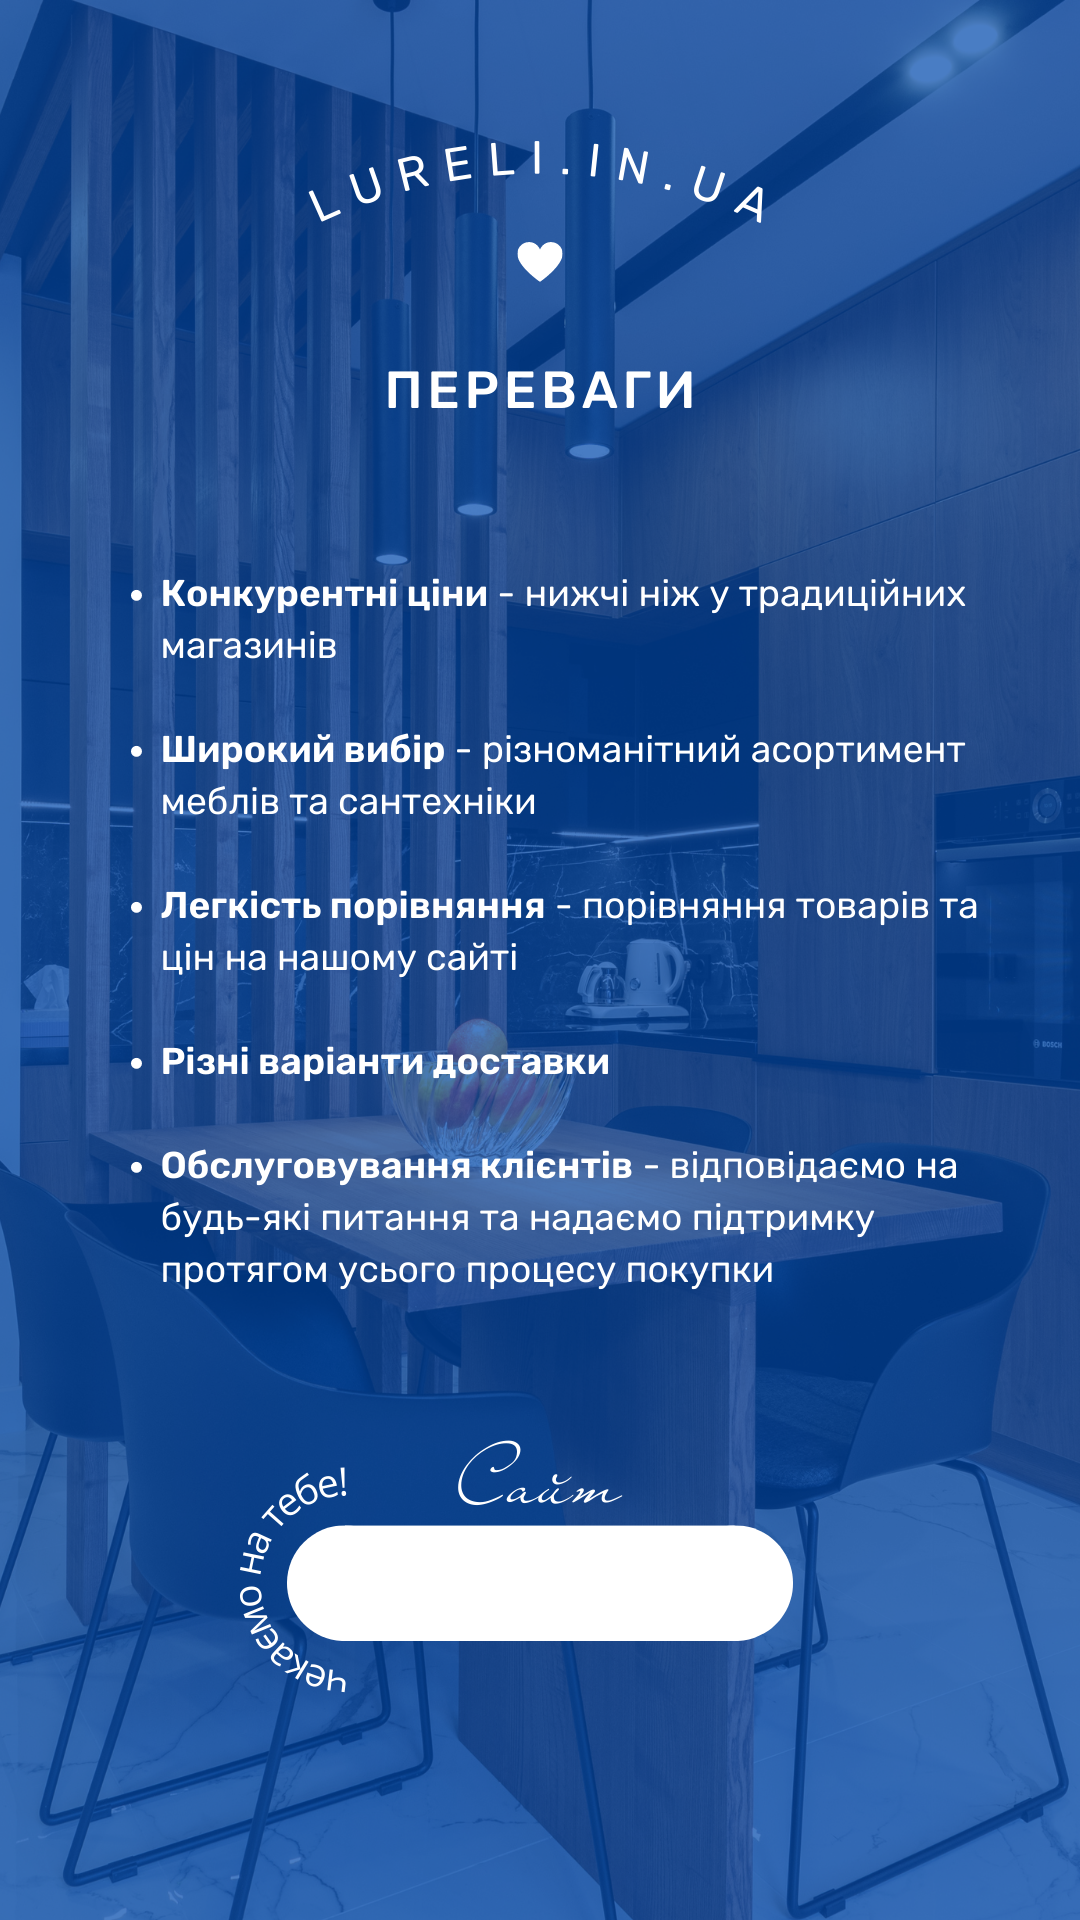 LURELI.IN.UA
ПЕРЕВАГИ
• Конкурентні ціни - нижчі ніж у традиційних
магазинів
• Широкий вибір - різноманітний асортимент
меблів та сантехніки
• Легкість порівняння - порівняння товарів та
цін на нашому сайті
• Різні варіанти доставки
• Обслуговування клієнтів - відповідаємо на
будь-які питання та надаємо підтримку
протягом усього процесу покупки
Сайт
чекаємо на тебе!
BOSCH